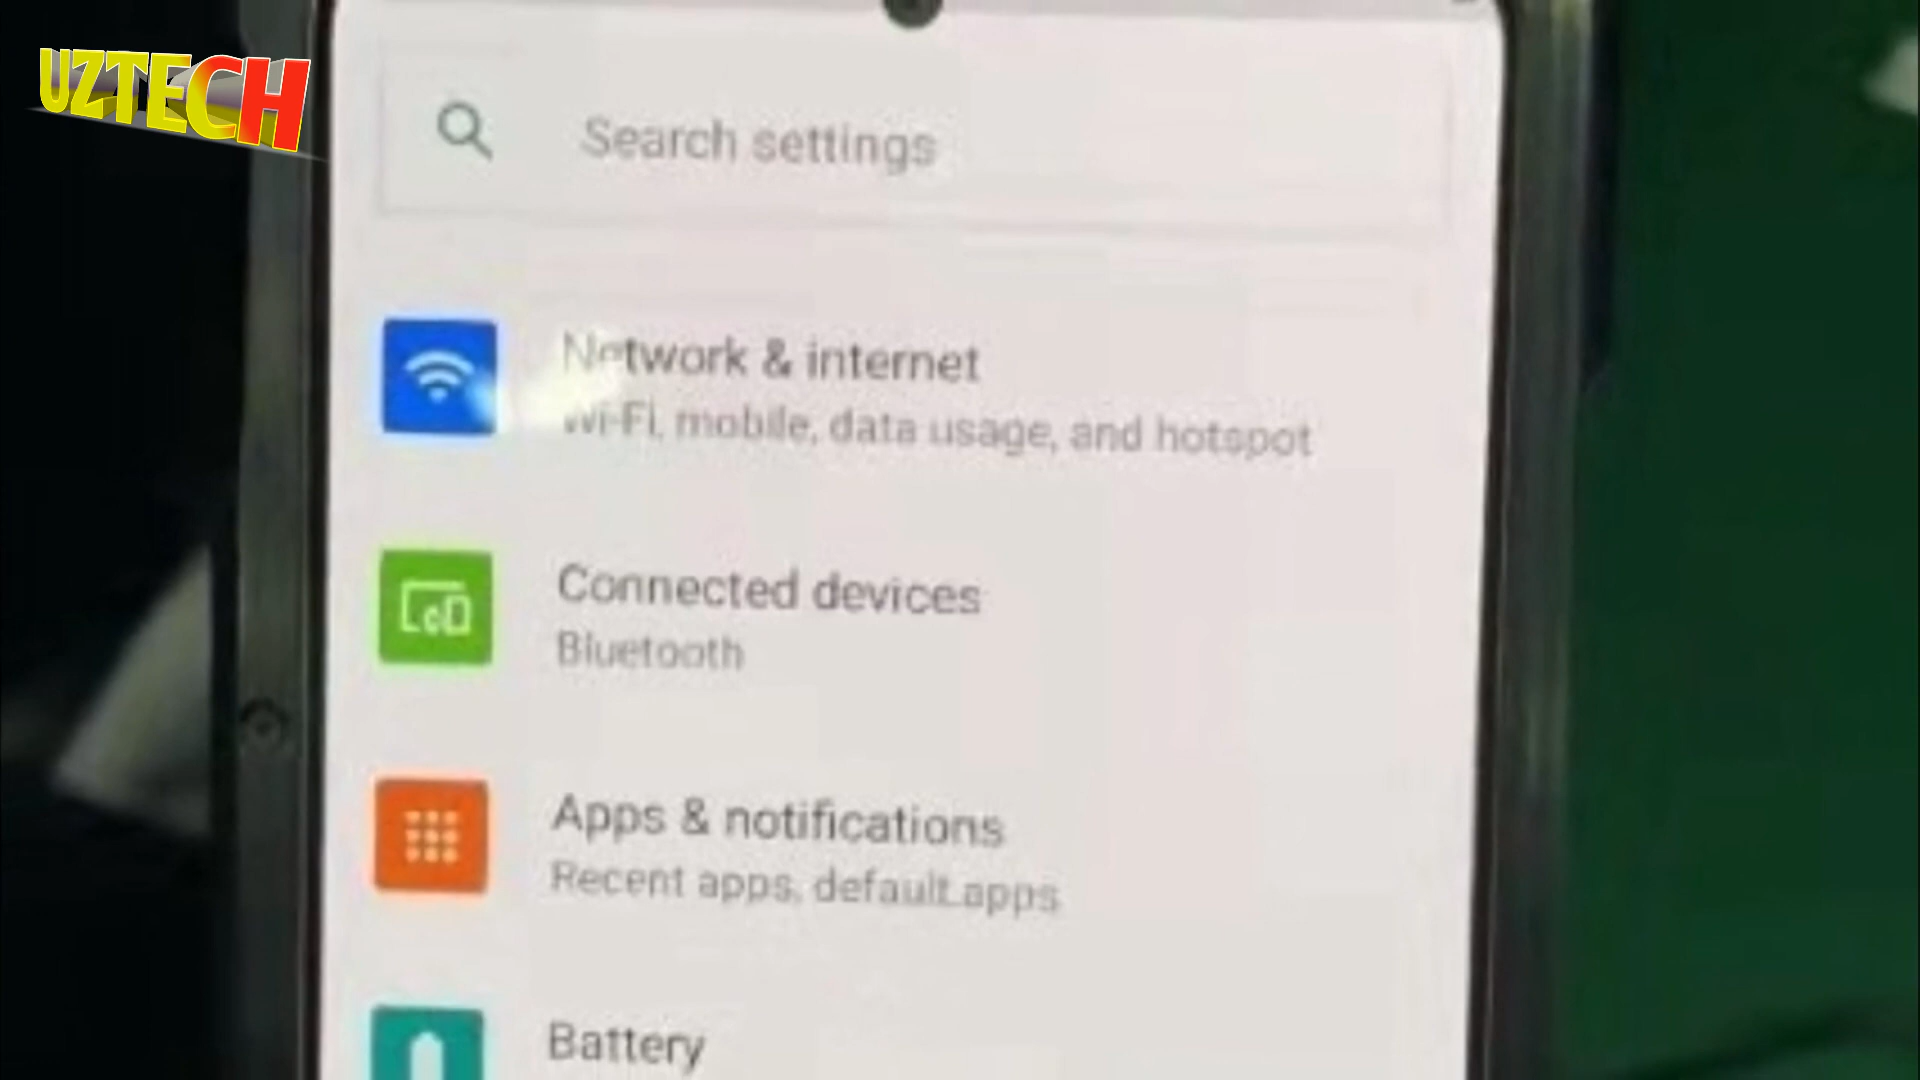 UZTECH
Search settings
Network & internet
Wi-Fi, mobile, data usage, and hotspot
Connected devices
Bluetooth
Apps & notifications
Recent apps, default apps
Battery